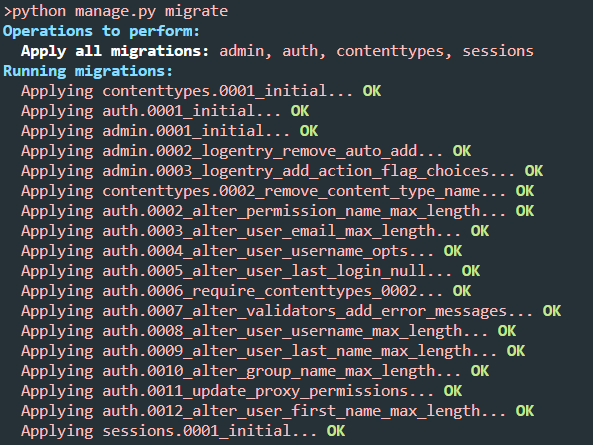 >python manage.py migrate
Operations to perform:
  Apply all migrations: admin, auth, contenttypes, sessions
Running migrations:
  Applying contenttypes.0001_initial... OK
  Applying auth.0001_initial... OK
  Applying admin.0001_initial... OK
  Applying admin.0002_logentry_remove_auto_add... OK
  Applying admin.0003_logentry_add_action_flag_choices... OK
  Applying contenttypes.0002_remove_content_type_name... OK
  Applying auth.0002_alter_permission_name_max_length... OK
  Applying auth.0003_alter_user_email_max_length... OK
  Applying auth.0004_alter_user_username_opts... OK
  Applying auth.0005_alter_user_last_login_null... OK
  Applying auth.0006_require_contenttypes_0002... OK
  Applying auth.0007_alter_validators_add_error_messages... OK
  Applying auth.0008_alter_user_username_max_length... OK
  Applying auth.0009_alter_user_last_name_max_length... OK
  Applying auth.0010_alter_group_name_max_length... OK
  Applying auth.0011_update_proxy_permissions... OK
  Applying auth.0012_alter_user_first_name_max_length... OK
  Applying sessions.0001_initial... OK